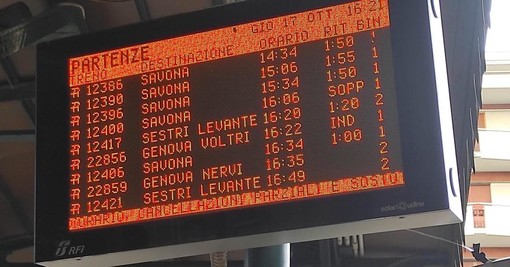 PARTENZE GIO 17 OTT. 16:21
TRENO DESTINAZIONE ORARIO RIT BIN
R 12386 SAVONA 14:34 1:50 1
R 12390 SAVONA 15:06 1:55 1
R 12396 SAVONA 15:34 1:50 1
R 12400 SAVONA 16:06 SOPP 1
R 12417 SESTRI LEVANTE 16:20 1:20 2
R 22856 GENOVA VOLTRI 16:22 IND 1
R 12406 SAVONA 16:34 1:00 1
R 22859 GENOVA NERVI 16:35 2
R 12421 SESTRI LEVANTE 16:49 2
D'ORARIO, CANCELLAZIONI PARZIALI E SOSTO
RFI
solari udine